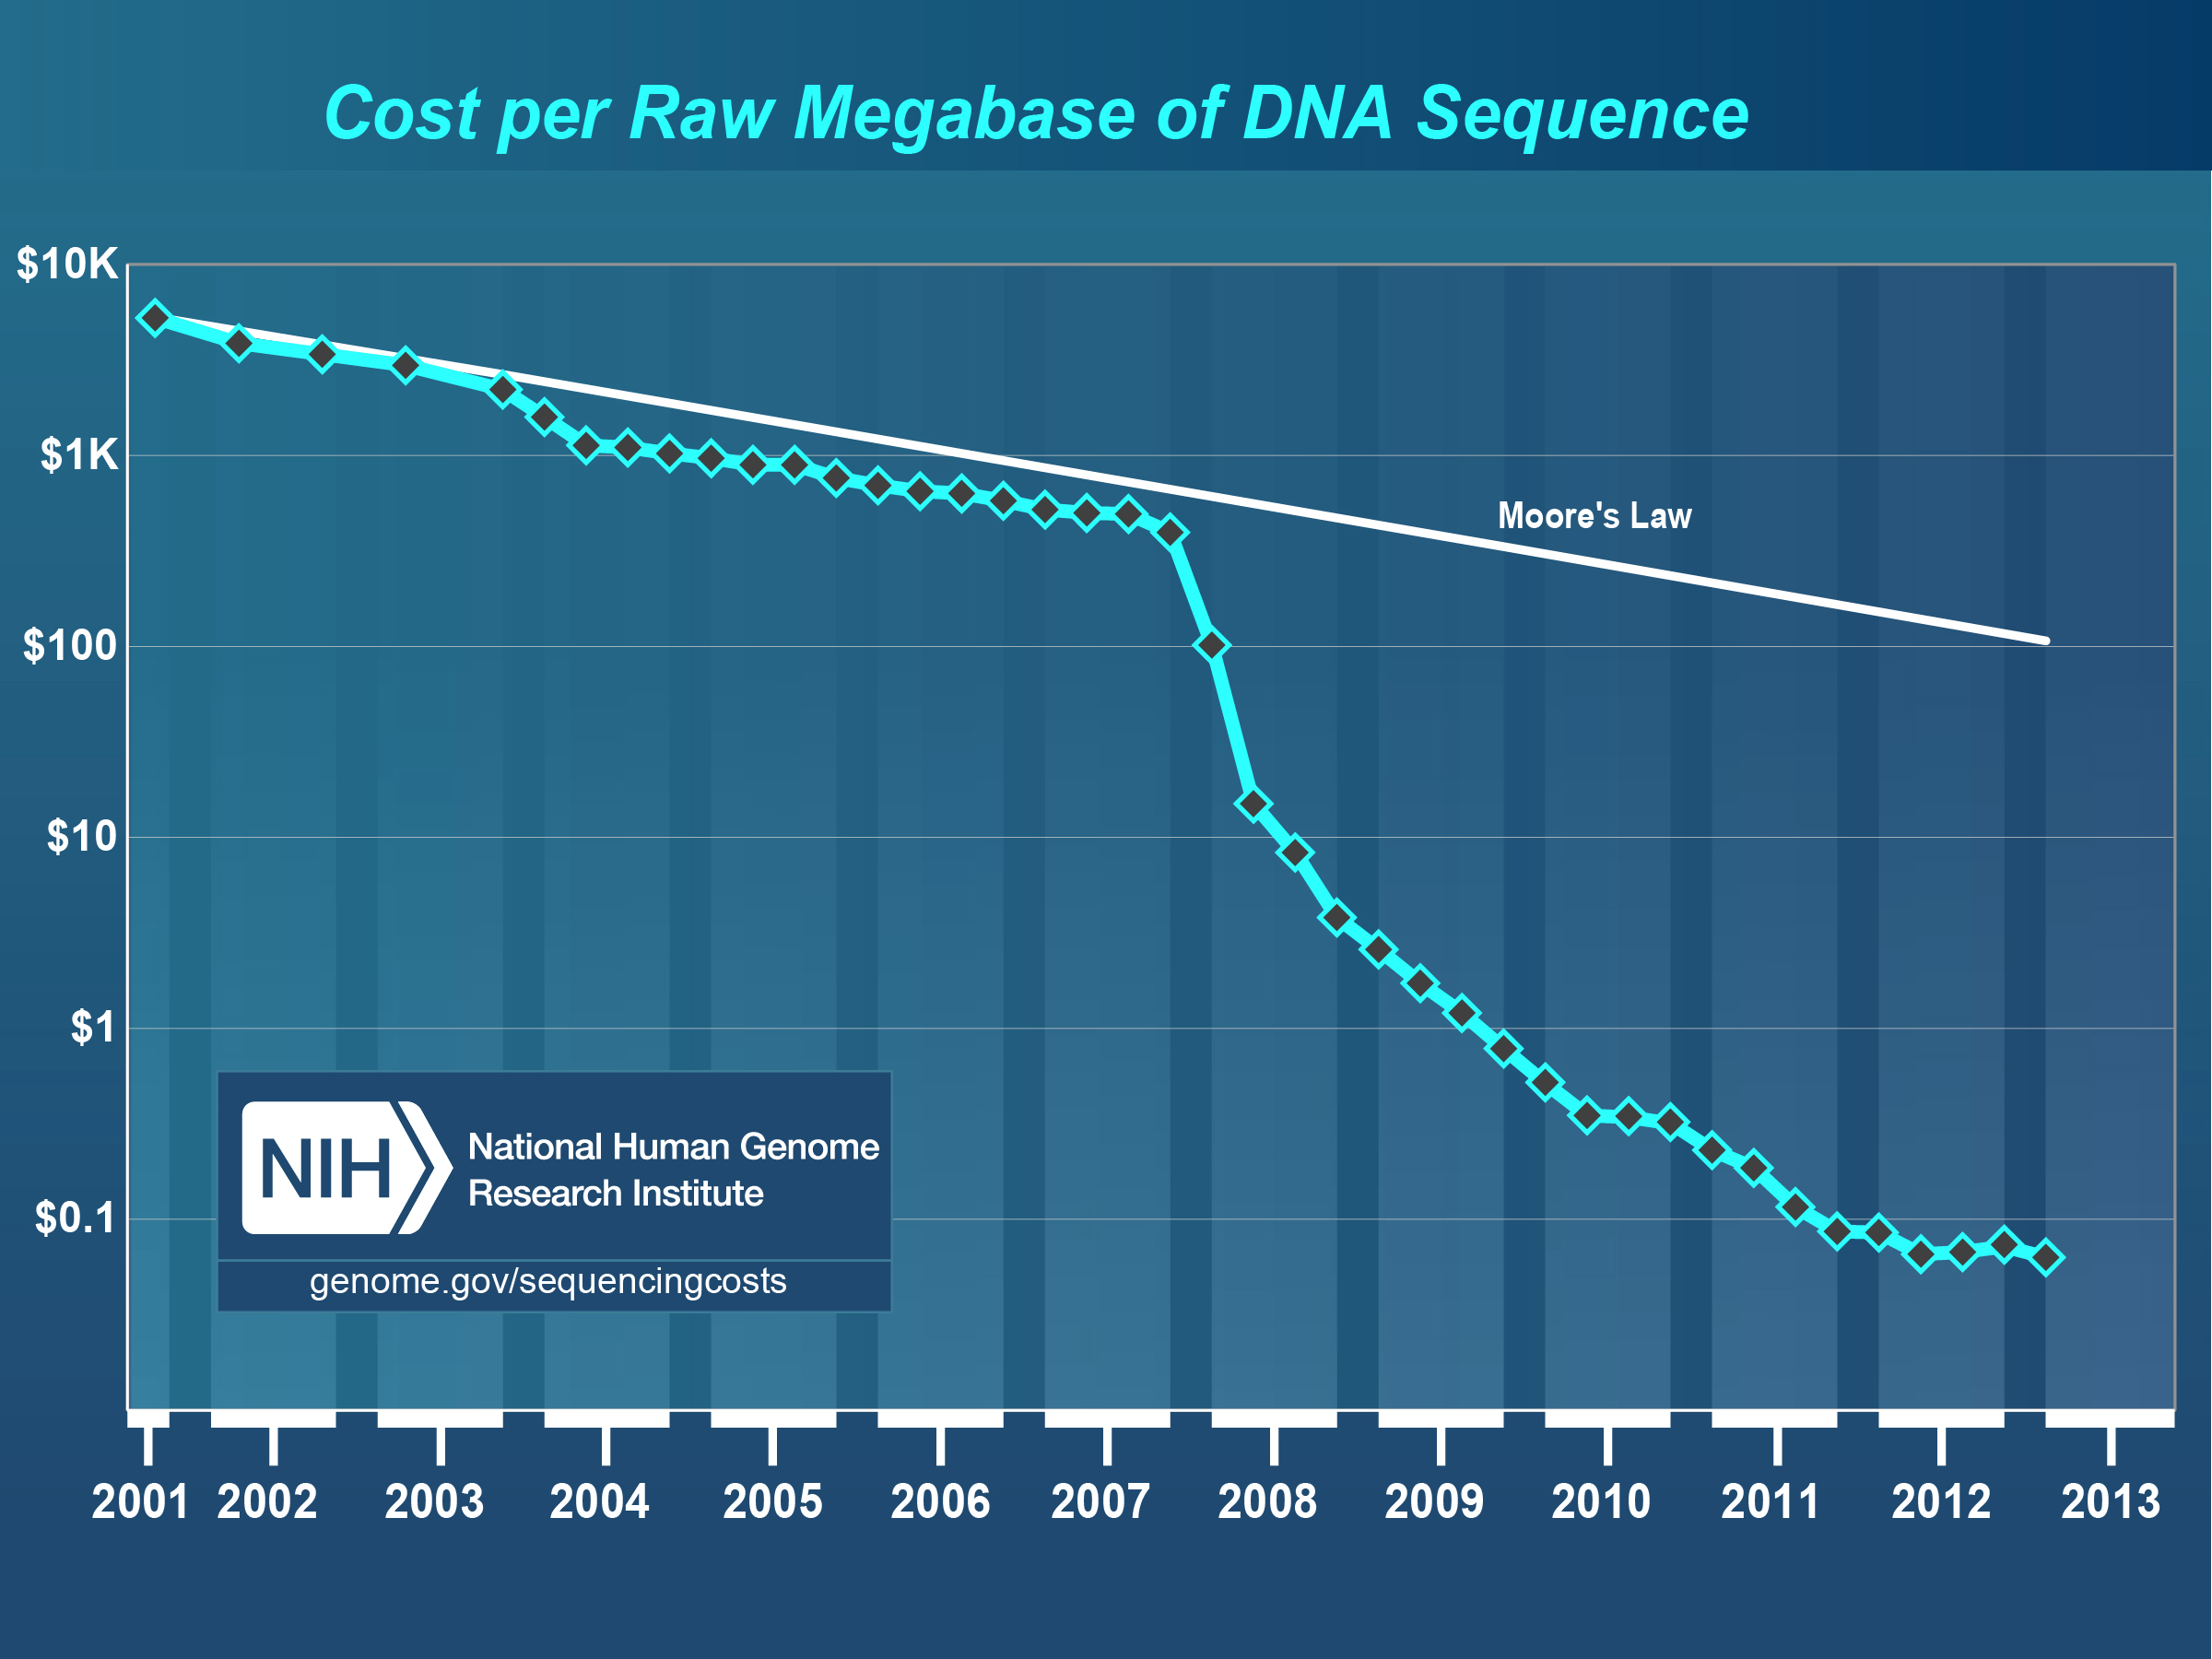 Cost per Raw Megabase of DNA Sequence
$10K
$1K
Moore's Law
$100
$10
$1
$0.1
NIH
National Human Genome
Research Institute
genome.gov/sequencingcosts
2001 2002 2003 2004 2005 2006 2007 2008 2009 2010 2011 2012 2013